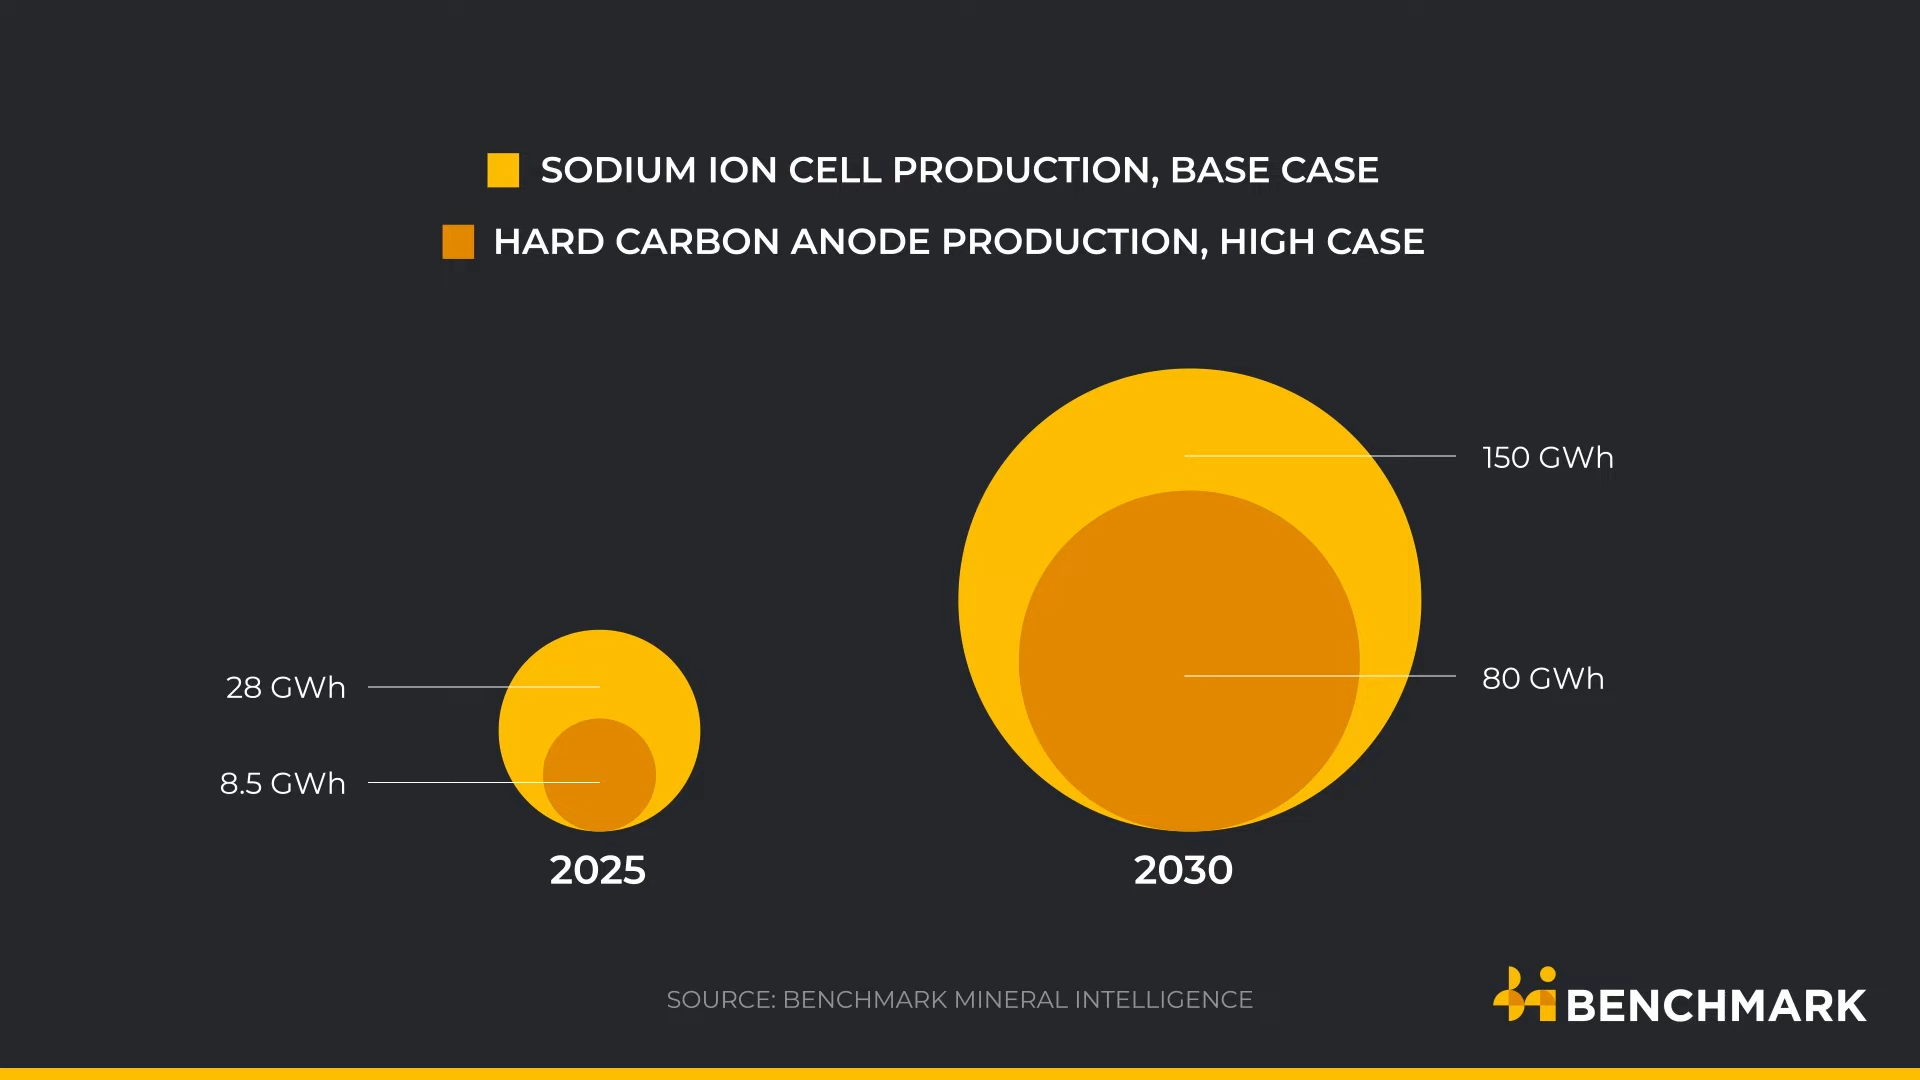 SODIUM ION CELL PRODUCTION, BASE CASE
HARD CARBON ANODE PRODUCTION, HIGH CASE
150 GWh
80 GWh
28 GWh
8.5 GWh
2025
2030
SOURCE: BENCHMARK MINERAL INTELLIGENCE
BENCHMARK